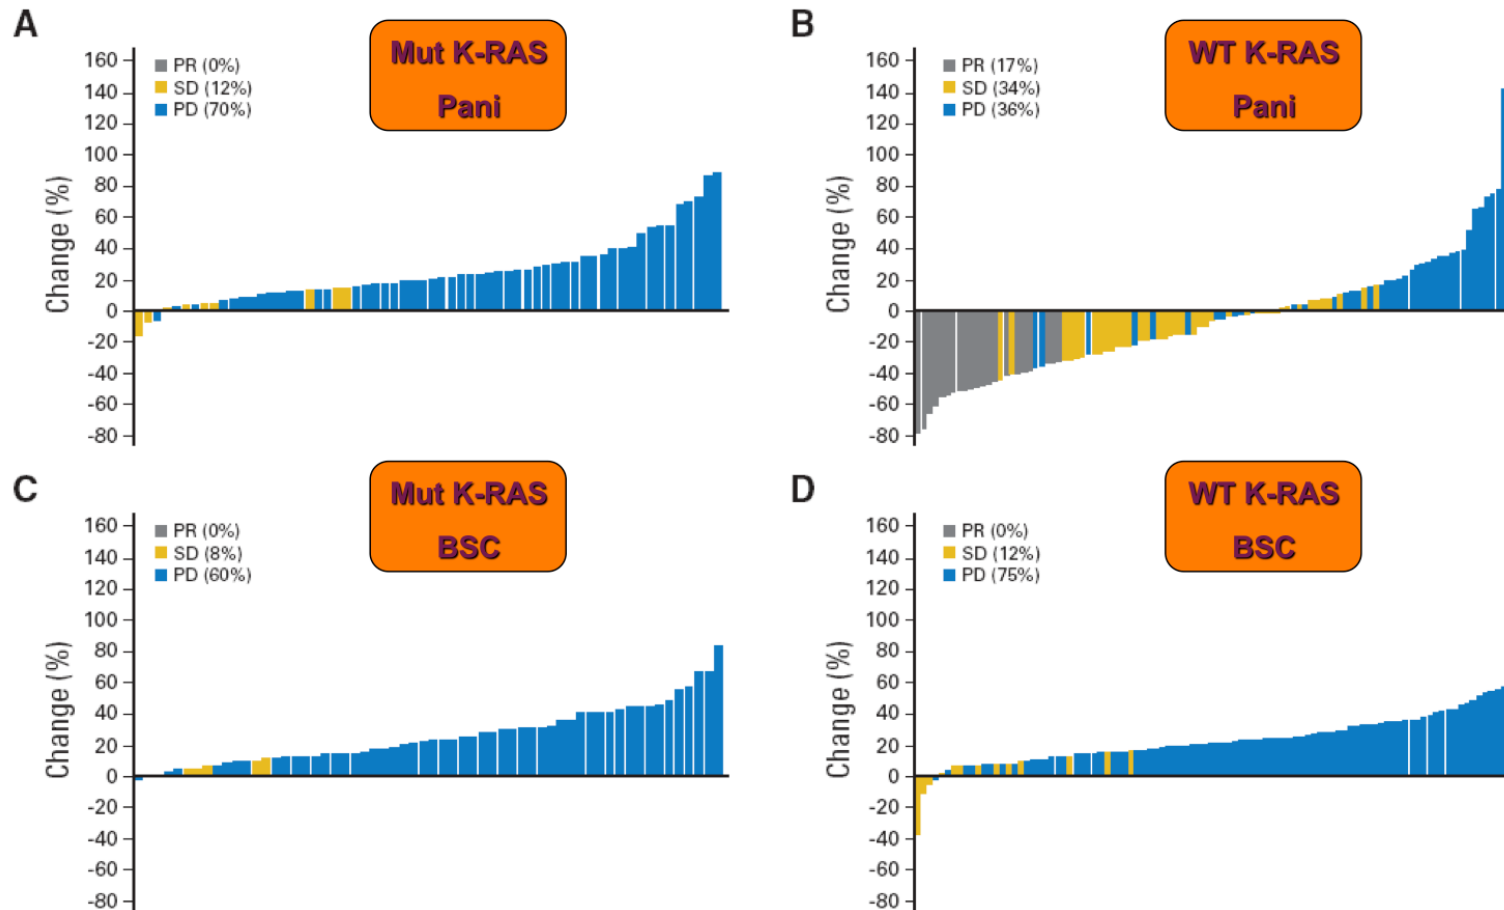 A
Mut K-RAS
Pani
PR (0%)
SD (12%)
PD (70%)
Change (%)
160
140
120
100
80
60
40
20
0
-20
-40
-60
-80
B
WT K-RAS
Pani
PR (17%)
SD (34%)
PD (36%)
Change (%)
160
140
120
100
80
60
40
20
0
-20
-40
-60
-80
C
Mut K-RAS
BSC
PR (0%)
SD (8%)
PD (60%)
Change (%)
160
140
120
100
80
60
40
20
0
-20
-40
-60
-80
D
WT K-RAS
BSC
PR (0%)
SD (12%)
PD (75%)
Change (%)
160
140
120
100
80
60
40
20
0
-20
-40
-60
-80